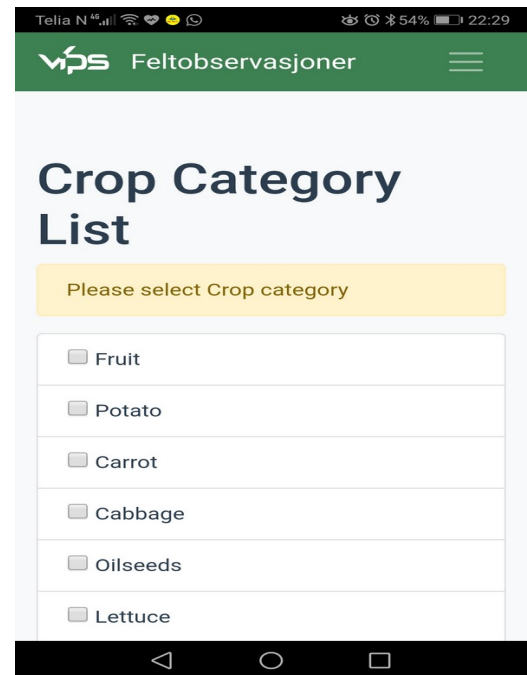 Telia N 4G 54% 22:29
vips Feltobservasjoner
Crop Category
List
Please select Crop category
Fruit
Potato
Carrot
Cabbage
Oilseeds
Lettuce